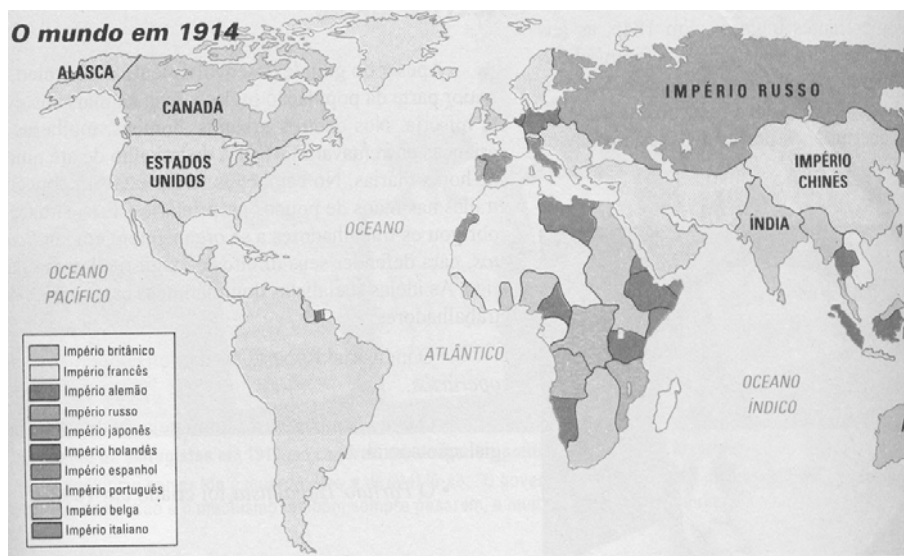 O mundo em 1914
ALASCA
CANADÁ
ESTADOS
UNIDOS
IMPÉRIO RUSSO
IMPÉRIO
CHINÊS
ÍNDIA
OCEANO
ATLÂNTICO
OCEANO
PACÍFICO
OCEANO
ÍNDICO
Império britânico
Império francês
Império alemão
Império russo
Império japonês
Império holandês
Império espanhol
Império português
Império belga
Império italiano